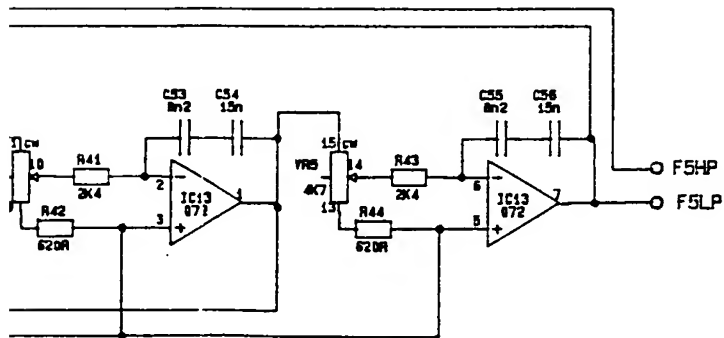 C53 C54
8n2 15n
C55 C56
8n2 15n
CW
10
R41
2K4
2
1
IC13
072
3
R42
620R
15 CW
VR5 14
4K7
13
R43
2K4
6
7
IC13
072
5
R44
620R
F5HP
F5LP